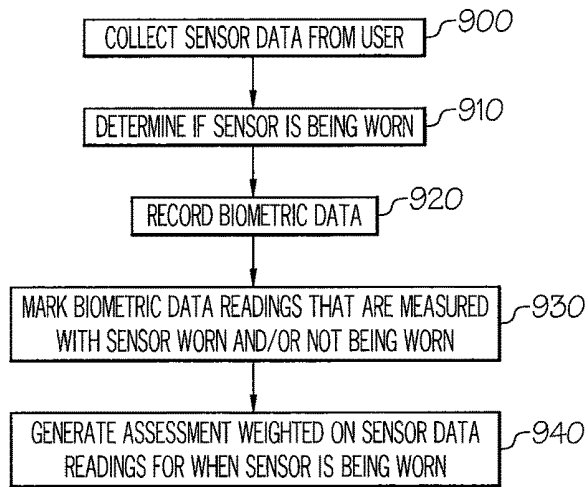 COLLECT SENSOR DATA FROM USER
900
DETERMINE IF SENSOR IS BEING WORN
910
RECORD BIOMETRIC DATA
920
MARK BIOMETRIC DATA READINGS THAT ARE MEASURED
WITH SENSOR WORN AND/OR NOT BEING WORN
930
GENERATE ASSESSMENT WEIGHTED ON SENSOR DATA
READINGS FOR WHEN SENSOR IS BEING WORN
940